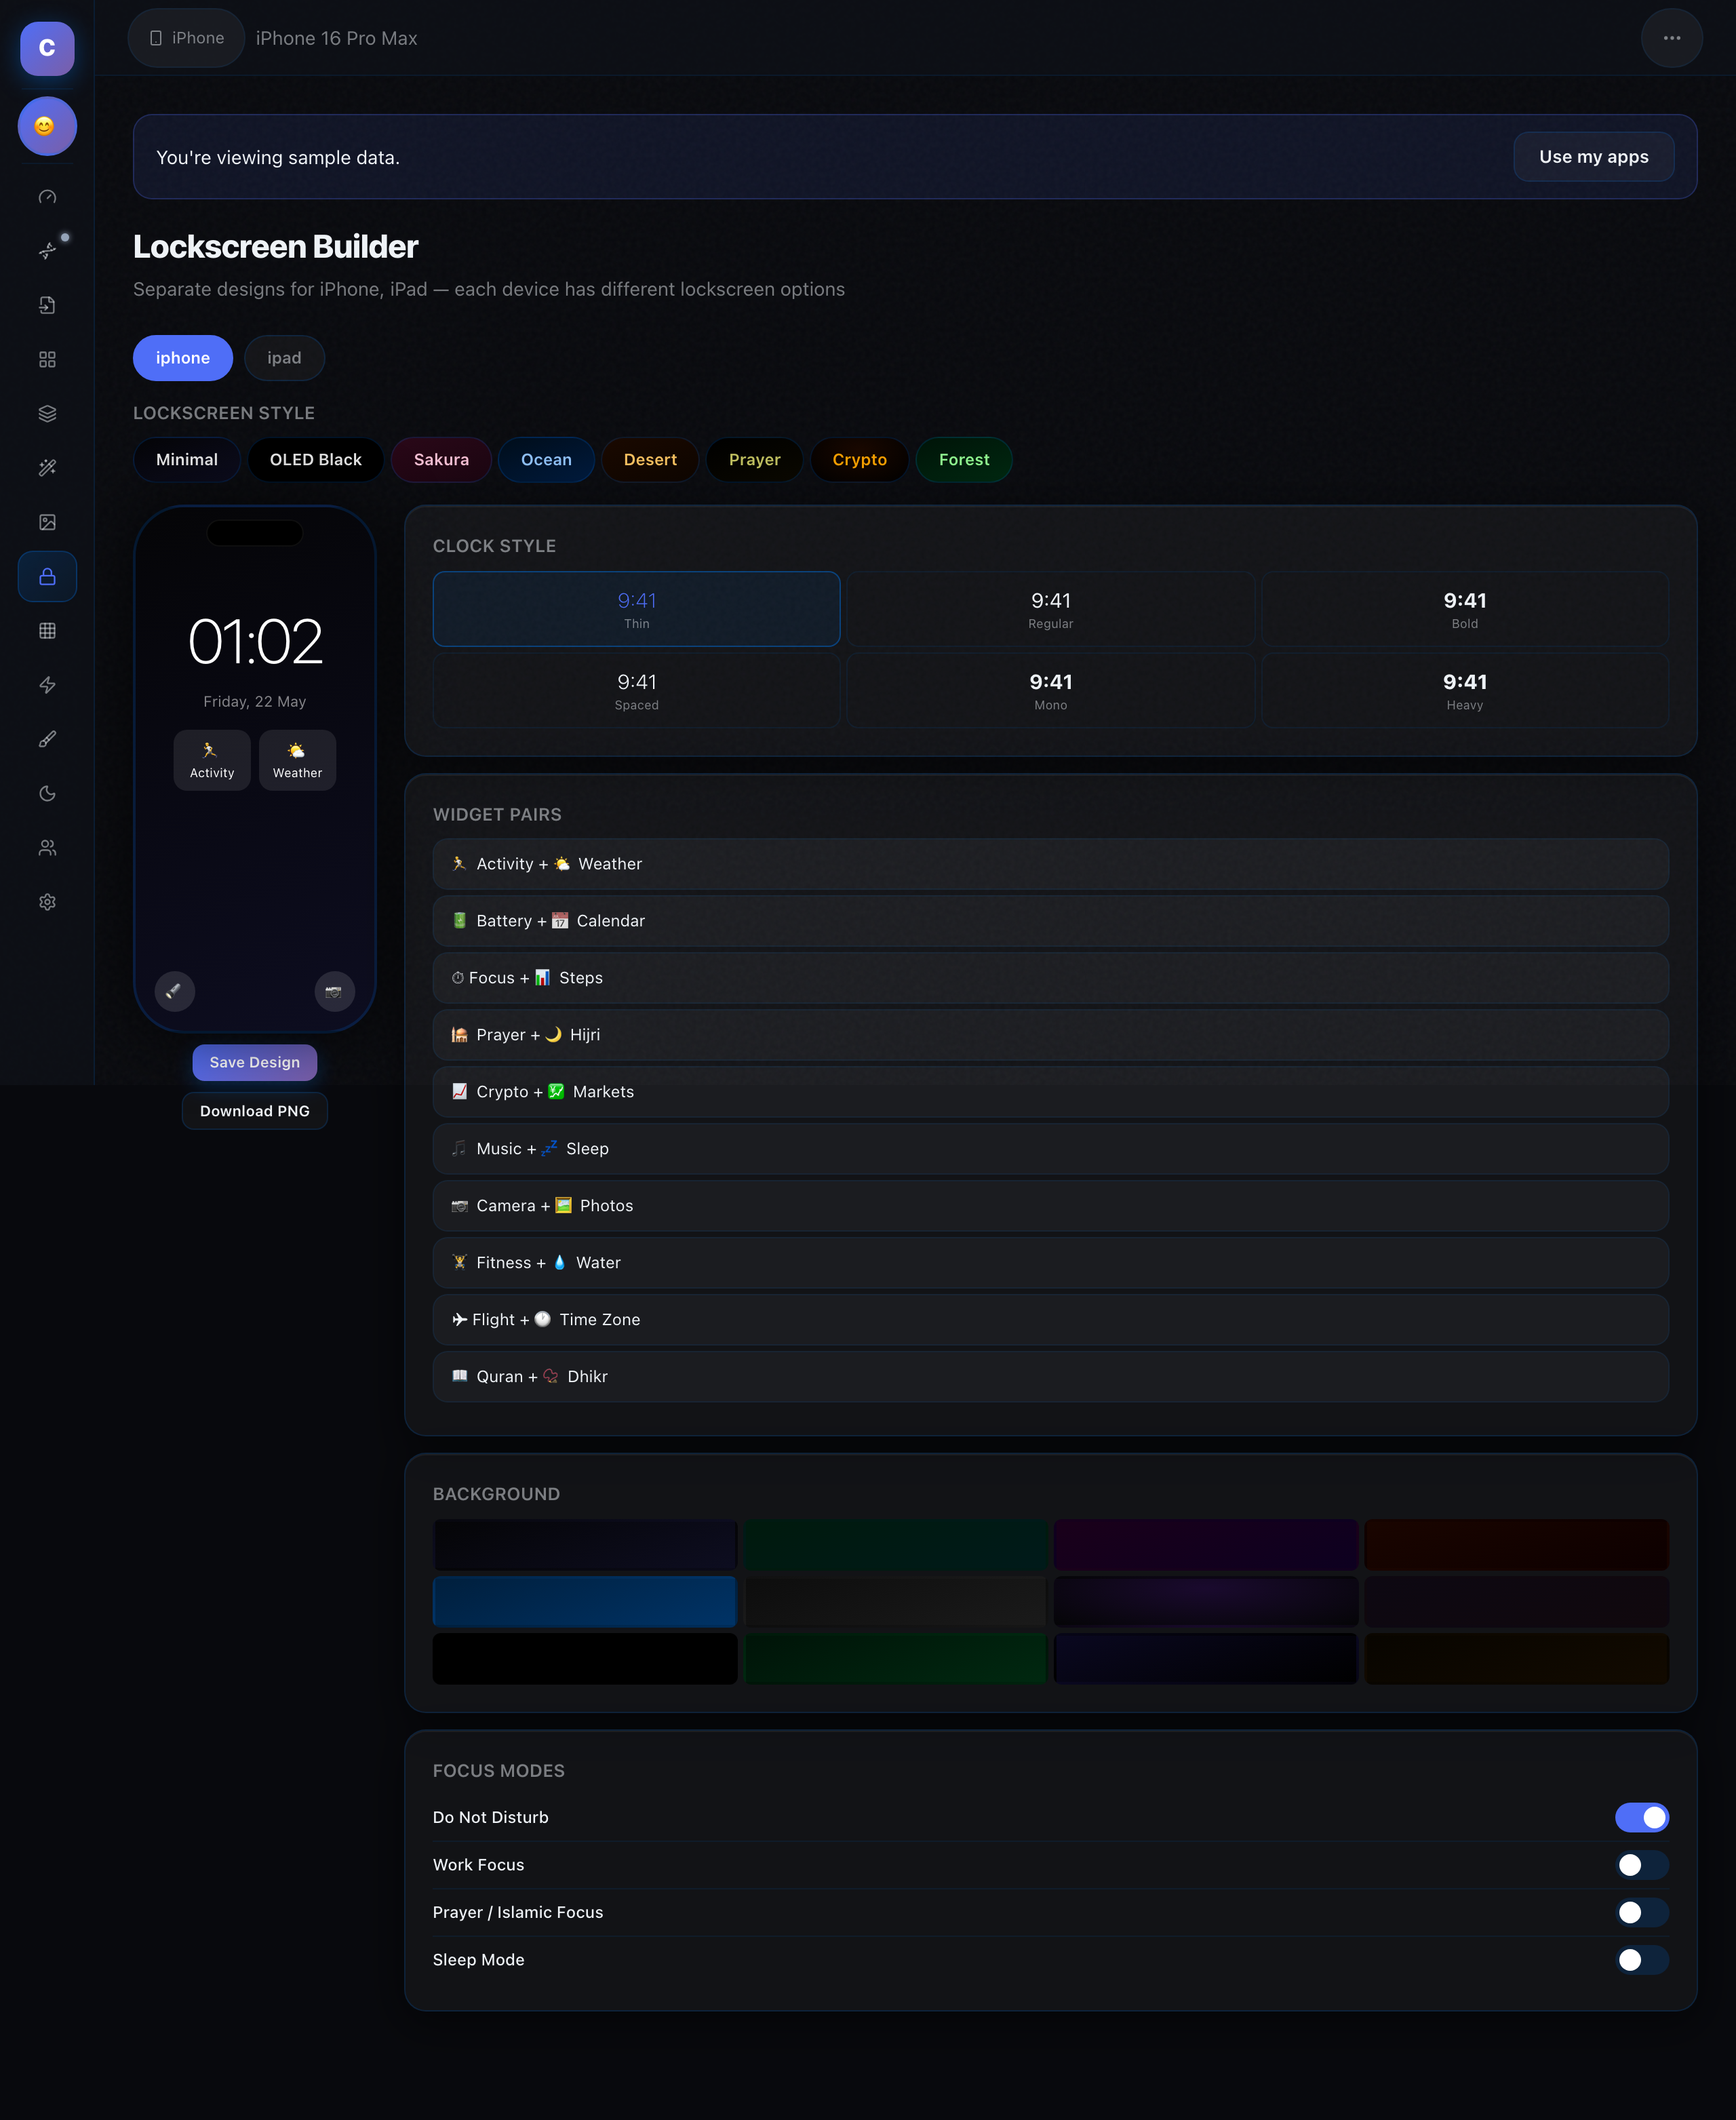 C
iPhone
iPhone 16 Pro Max
You're viewing sample data.
Use my apps
Lockscreen Builder
Separate designs for iPhone, iPad — each device has different lockscreen options
iphone
ipad
LOCKSCREEN STYLE
Minimal
OLED Black
Sakura
Ocean
Desert
Prayer
Crypto
Forest
01:02
Friday, 22 May
Activity
Weather
Save Design
Download PNG
CLOCK STYLE
9:41
Thin
9:41
Regular
9:41
Bold
9:41
Spaced
9:41
Mono
9:41
Heavy
WIDGET PAIRS
🏃 Activity + 🌤️ Weather
🔋 Battery + 📅 Calendar
⏱ Focus + 📊 Steps
🕌 Prayer + 🌙 Hijri
📈 Crypto + 💹 Markets
🎵 Music + 💤 Sleep
📷 Camera + 🖼️ Photos
🏋️ Fitness + 💧 Water
✈ Flight + 🕐 Time Zone
📖 Quran + 📿 Dhikr
BACKGROUND
FOCUS MODES
Do Not Disturb
Work Focus
Prayer / Islamic Focus
Sleep Mode